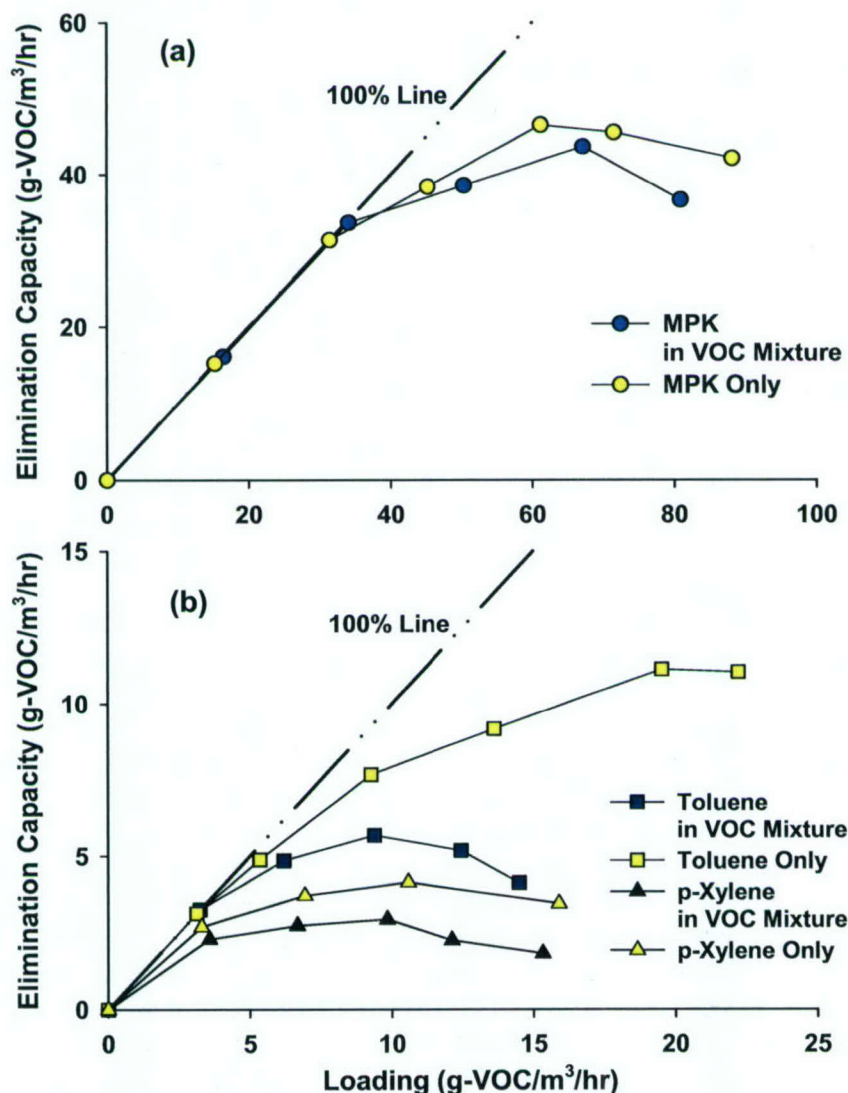 (a)
100% Line
Elimination Capacity (g-VOC/m³/hr)
60
40
20
0
MPK
in VOC Mixture
MPK Only
0 20 40 60 80 100
(b)
100% Line
Elimination Capacity (g-VOC/m³/hr)
15
10
5
0
Toluene
in VOC Mixture
Toluene Only
p-Xylene
in VOC Mixture
p-Xylene Only
0 5 10 15 20 25
Loading (g-VOC/m³/hr)